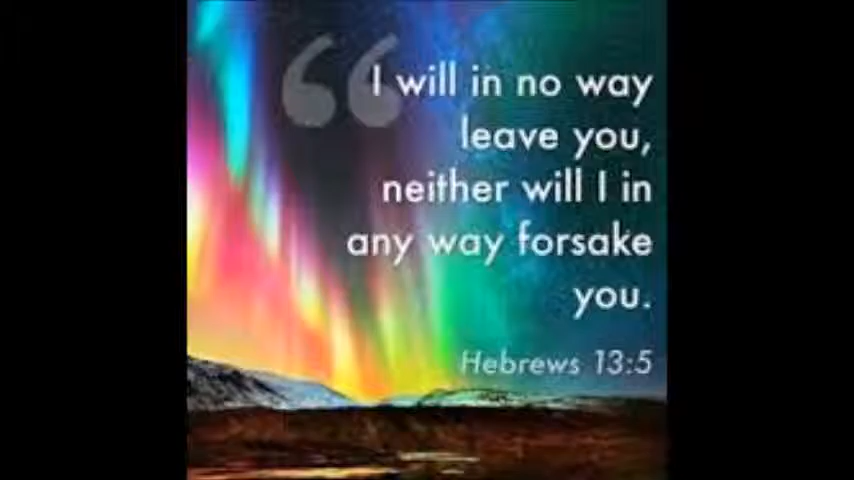 “
I will in no way
leave you,
neither will I in
any way forsake
you.
Hebrews 13:5